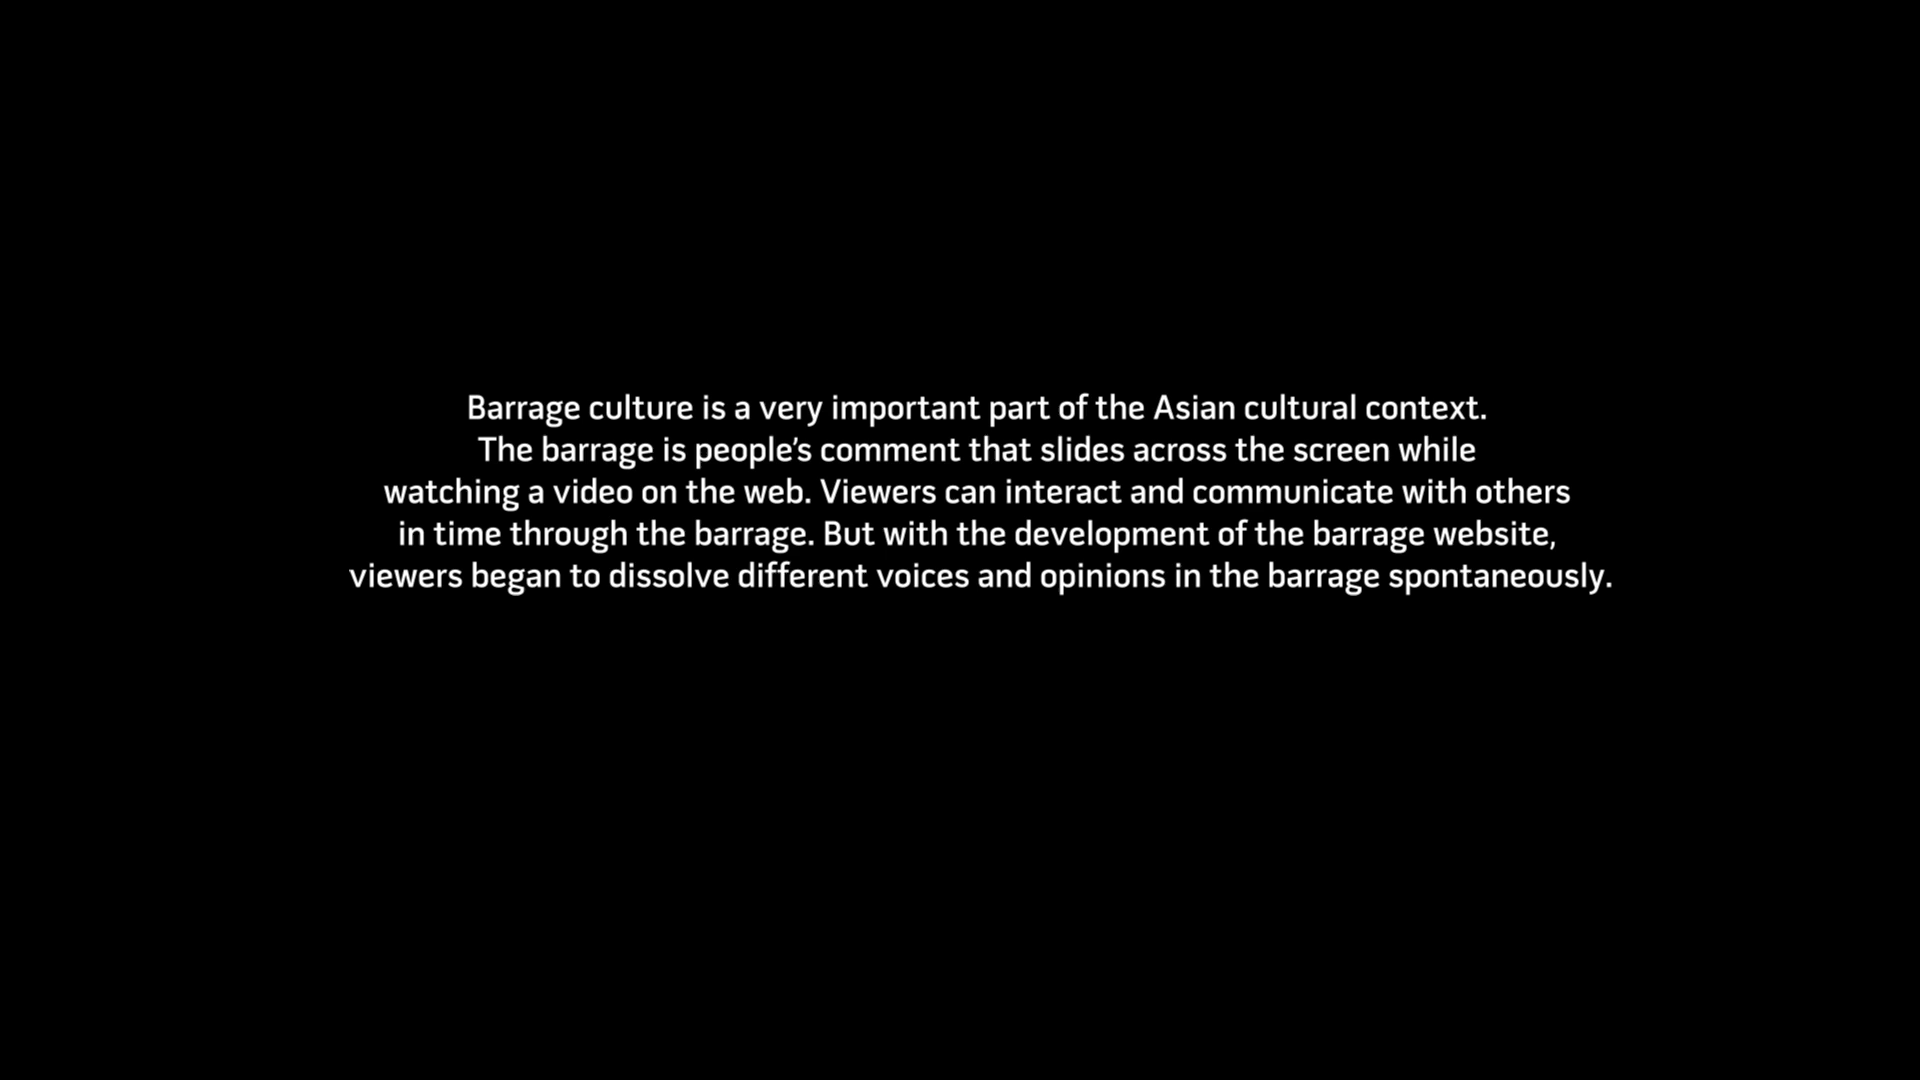 Barrage culture is a very important part of the Asian cultural context.
The barrage is people’s comment that slides across the screen while
watching a video on the web. Viewers can interact and communicate with others
in time through the barrage. But with the development of the barrage website,
viewers began to dissolve different voices and opinions in the barrage spontaneously.